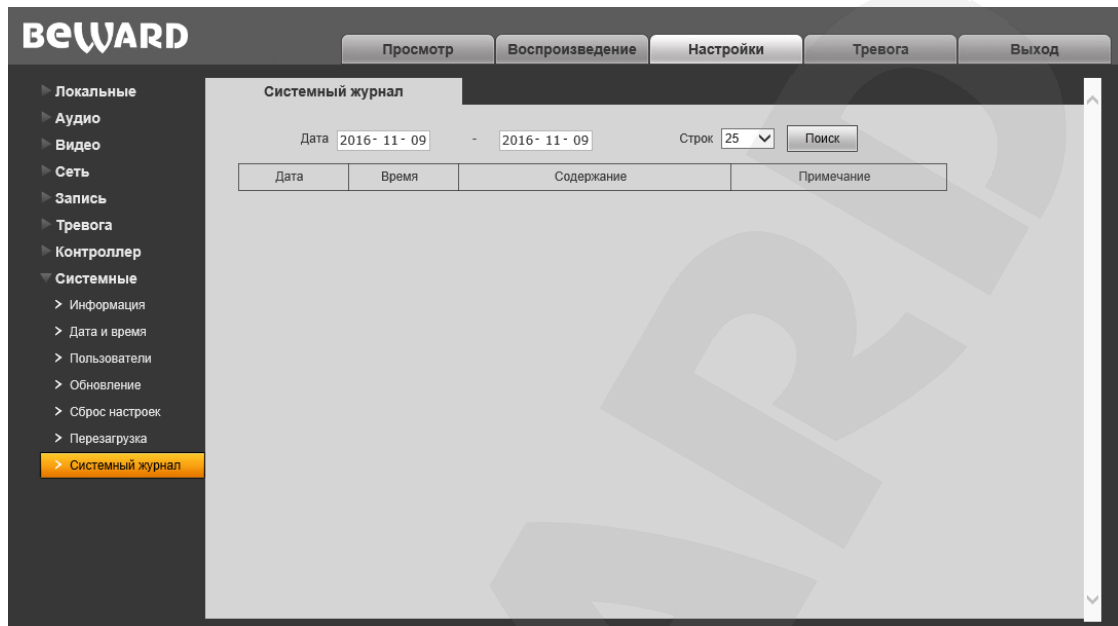 BEWARD
Просмотр Воспроизведение Настройки Тревога Выход
Локальные
Аудио
Видео
Сеть
Запись
Тревога
Контроллер
Системные
Информация
Дата и время
Пользователи
Обновление
Сброс настроек
Перезагрузка
Системный журнал
Системный журнал
Дата 2016- 11- 09 - 2016- 11- 09 Строк 25 Поиск
Дата Время Содержание Примечание